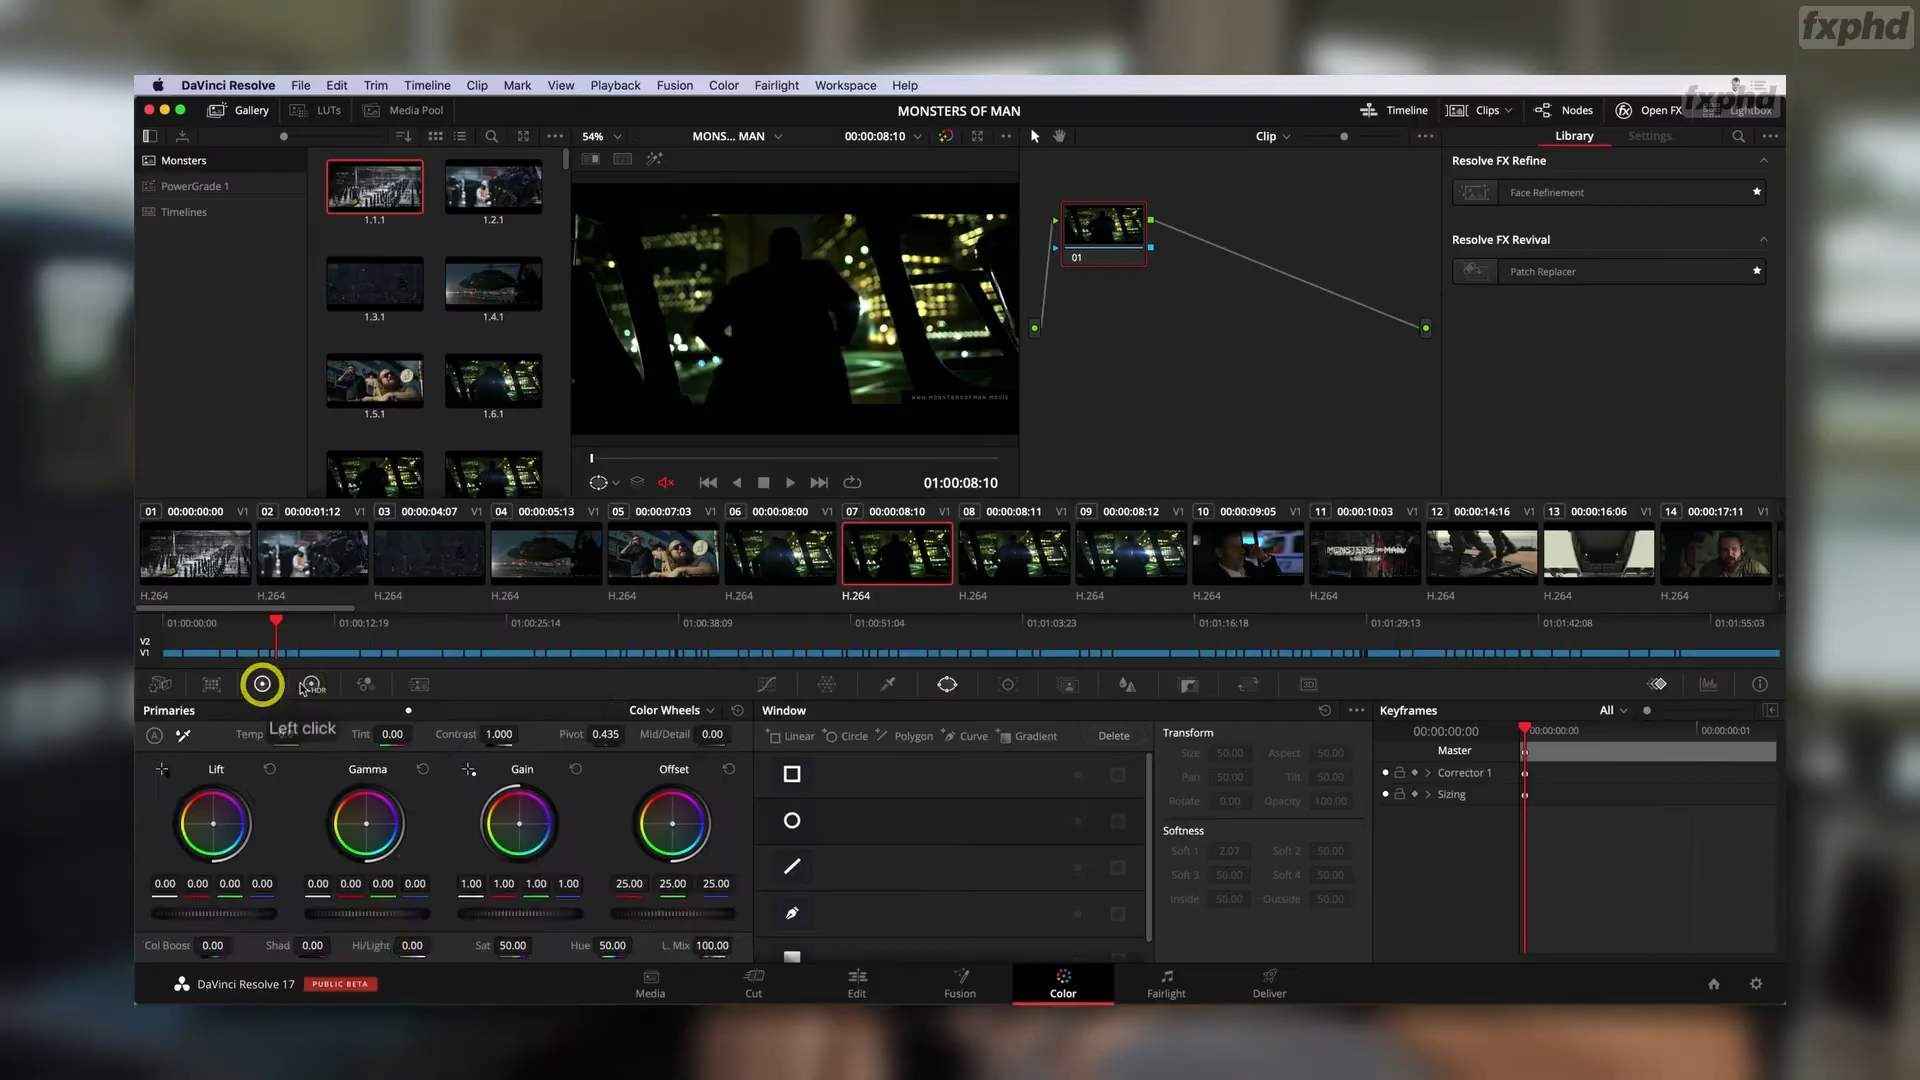 fxphd
DaVinci Resolve File Edit Trim Timeline Clip Mark View Playback Fusion Color Fairlight Workspace Help
fxphd
Gallery LUTs Media Pool MONSTERS OF MAN Timeline Clips Nodes Open FX Lightbox
54% MONS... MAN 00:00:08:10 Clip Library Settings
Monsters
PowerGrade 1
Timelines
1.1.1 1.2.1
1.3.1 1.4.1
1.5.1 1.6.1
WWW.MONSTERSOFMAN.MOVIE
01
Resolve FX Refine
Face Refinement
Resolve FX Revival
Patch Replacer
01:00:08:10
01 00:00:00:00 V1 02 00:00:01:12 V1 03 00:00:04:07 V1 04 00:00:05:13 V1 05 00:00:07:03 V1 06 00:00:08:00 V1 07 00:00:08:10 V1 08 00:00:08:11 V1 09 00:00:08:12 V1 10 00:00:09:05 V1 11 00:00:10:03 V1 12 00:00:14:16 V1 13 00:00:16:06 V1 14 00:00:17:11 V1
MONSTERS OF MAN
H.264 H.264 H.264 H.264 H.264 H.264 H.264 H.264 H.264 H.264 H.264 H.264 H.264 H.264
01:00:00:00 01:00:12:19 01:00:25:14 01:00:38:09 01:00:51:04 01:01:03:23 01:01:16:18 01:01:29:13 01:01:42:08 01:01:55:03
V2
V1
HDR 3D
Primaries Color Wheels Window Keyframes All
Left click
A Temp Tint 0.00 Contrast 1.000 Pivot 0.435 Mid/Detail 0.00
Linear Circle Polygon Curve Gradient Delete
Lift Gamma Gain Offset
0.00 0.00 0.00 0.00 0.00 0.00 0.00 0.00 1.00 1.00 1.00 1.00 25.00 25.00 25.00
Col Boost 0.00 Shad 0.00 Hi/Light 0.00 Sat 50.00 Hue 50.00 L. Mix 100.00
Transform
Size 50.00 Aspect 50.00
Pan 50.00 Tilt 50.00
Rotate 0.00 Opacity 100.00
Softness
Soft 1 2.07 Soft 2 50.00
Soft 3 50.00 Soft 4 50.00
Inside 50.00 Outside 50.00
00:00:00:00 00:00:00:00 00:00:00:01
Master
Corrector 1
Sizing
DaVinci Resolve 17 PUBLIC BETA Media Cut Edit Fusion Color Fairlight Deliver